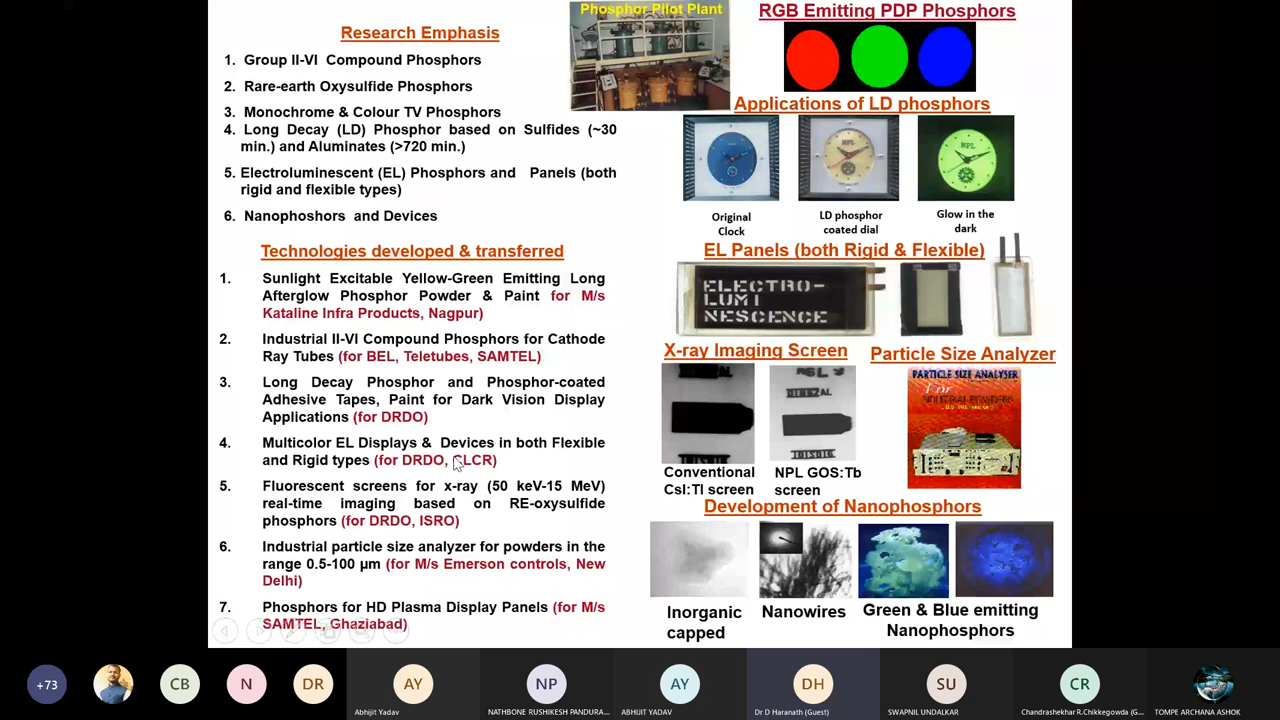 Research Emphasis
1. Group II-VI Compound Phosphors
2. Rare-earth Oxysulfide Phosphors
3. Monochrome & Colour TV Phosphors
4. Long Decay (LD) Phosphor based on Sulfides (~30
min.) and Aluminates (>720 min.)
5. Electroluminescent (EL) Phosphors and Panels (both
rigid and flexible types)
6. Nanophoshors and Devices
Technologies developed & transferred
1. Sunlight Excitable Yellow-Green Emitting Long
Afterglow Phosphor Powder & Paint for M/s
Kataline Infra Products, Nagpur)
2. Industrial II-VI Compound Phosphors for Cathode
Ray Tubes (for BEL, Teletubes, SAMTEL)
3. Long Decay Phosphor and Phosphor-coated
Adhesive Tapes, Paint for Dark Vision Display
Applications (for DRDO)
4. Multicolor EL Displays & Devices in both Flexible
and Rigid types (for DRDO, CLCR)
5. Fluorescent screens for x-ray (50 keV-15 MeV)
real-time imaging based on RE-oxysulfide
phosphors (for DRDO, ISRO)
6. Industrial particle size analyzer for powders in the
range 0.5-100 µm (for M/s Emerson controls, New
Delhi)
7. Phosphors for HD Plasma Display Panels (for M/s
SAMTEL, Ghaziabad)
Phosphor Pilot Plant
RGB Emitting PDP Phosphors
Applications of LD phosphors
NPL
NPL
Original
Clock
LD phosphor
coated dial
Glow in the
dark
EL Panels (both Rigid & Flexible)
ELECTRO-
LUMI
NESCENCE
X-ray Imaging Screen
Particle Size Analyzer
PARTICLE SIZE ANALYSER
For
INDUSTRIAL POWDERS
Conventional
CsI:Tl screen
NPL GOS:Tb
screen
Development of Nanophosphors
Inorganic
capped
Nanowires
Green & Blue emitting
Nanophosphors
+73
CB
N
DR
AY
NP
AY
DH
SU
CR
Abhijit Yadav
NATHBONE RUSHIKESH PANDURA...
ABHIJIT YADAV
Dr D Haranath (Guest)
SWAPNIL UNDALKAR
Chandrashekhar R.Chikkegowda (G...
TOMPE ARCHANA ASHOK